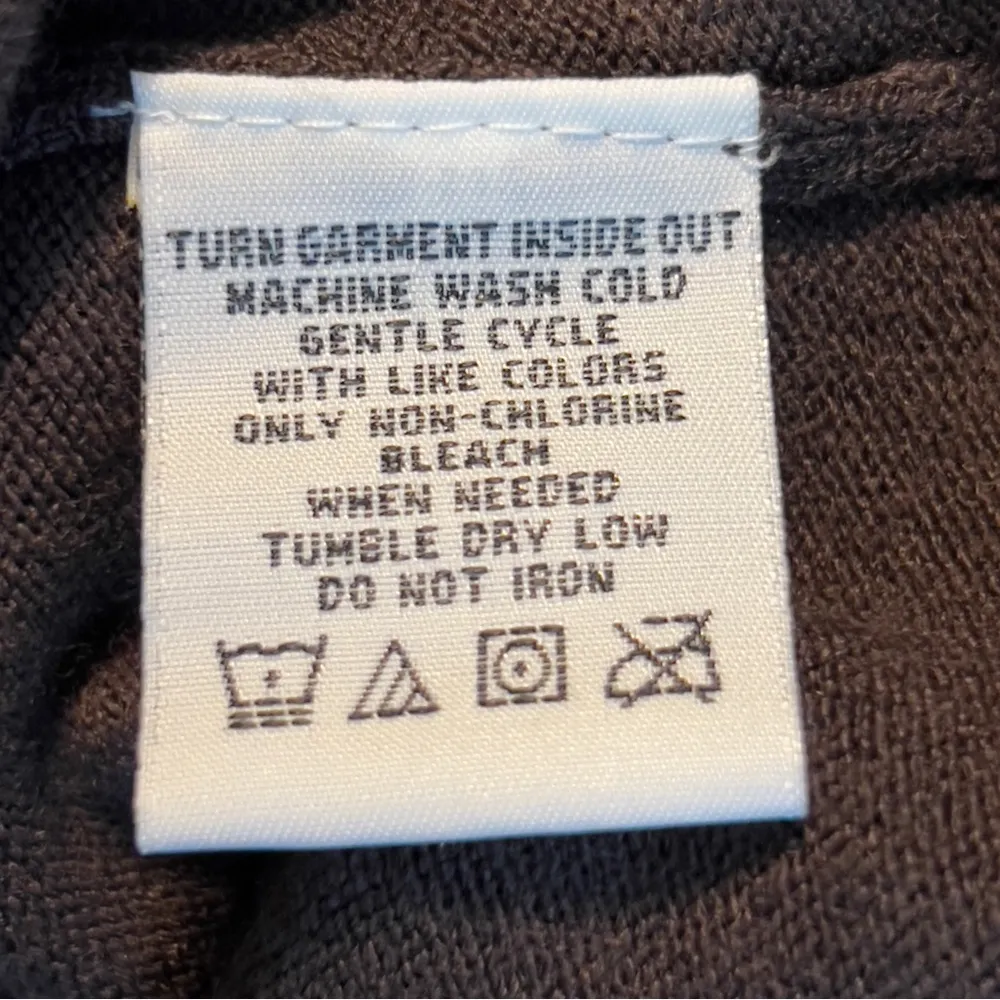 TURN GARMENT INSIDE OUT
MACHINE WASH COLD
GENTLE CYCLE
WITH LIKE COLORS
ONLY NON-CHLORINE
BLEACH
WHEN NEEDED
TUMBLE DRY LOW
DO NOT IRON